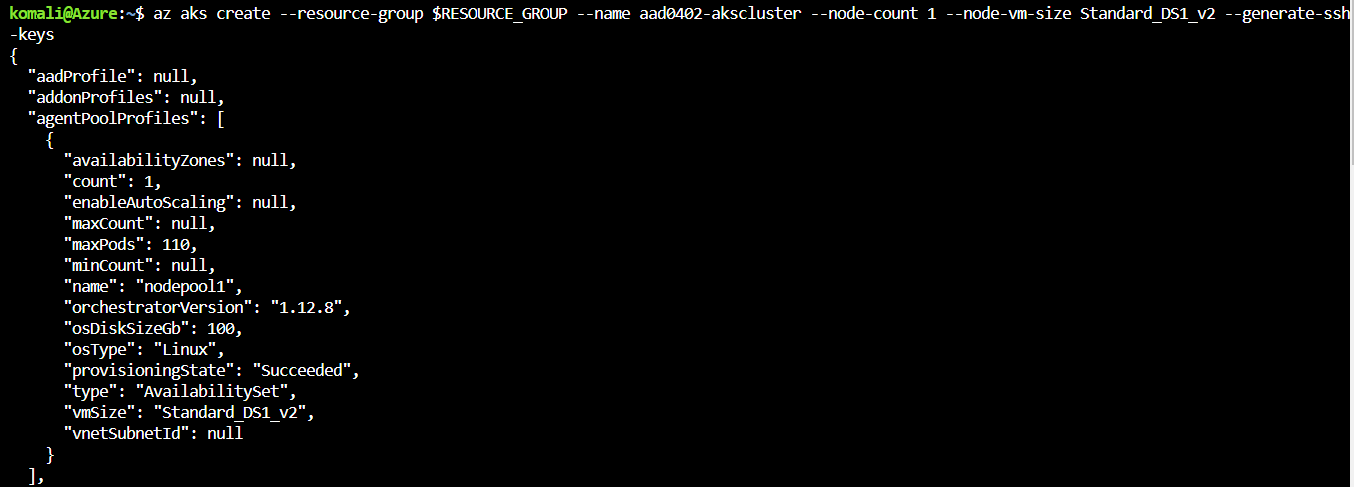 komali@Azure:~$ az aks create --resource-group $RESOURCE_GROUP --name aad0402-akscluster --node-count 1 --node-vm-size Standard_DS1_v2 --generate-ssh
-keys
{
  "aadProfile": null,
  "addonProfiles": null,
  "agentPoolProfiles": [
    {
      "availabilityZones": null,
      "count": 1,
      "enableAutoScaling": null,
      "maxCount": null,
      "maxPods": 110,
      "minCount": null,
      "name": "nodepool1",
      "orchestratorVersion": "1.12.8",
      "osDiskSizeGb": 100,
      "osType": "Linux",
      "provisioningState": "Succeeded",
      "type": "AvailabilitySet",
      "vmSize": "Standard_DS1_v2",
      "vnetSubnetId": null
    }
  ],